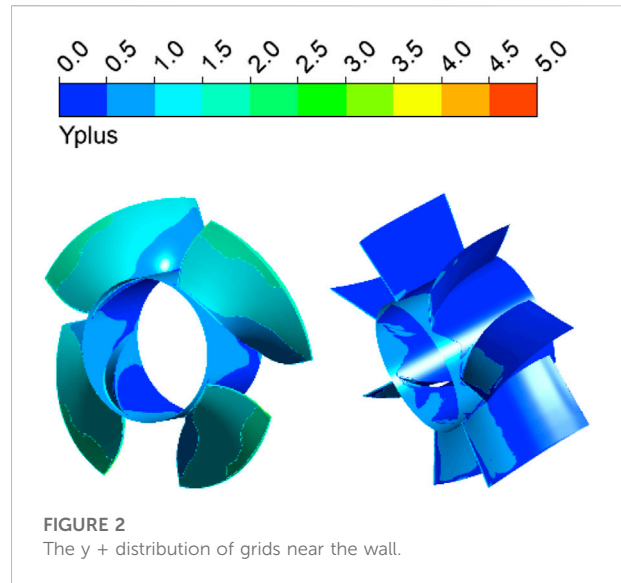 0.0 0.5 1.0 1.5 2.0 2.5 3.0 3.5 4.0 4.5 5.0
Yplus
FIGURE 2
The y + distribution of grids near the wall.